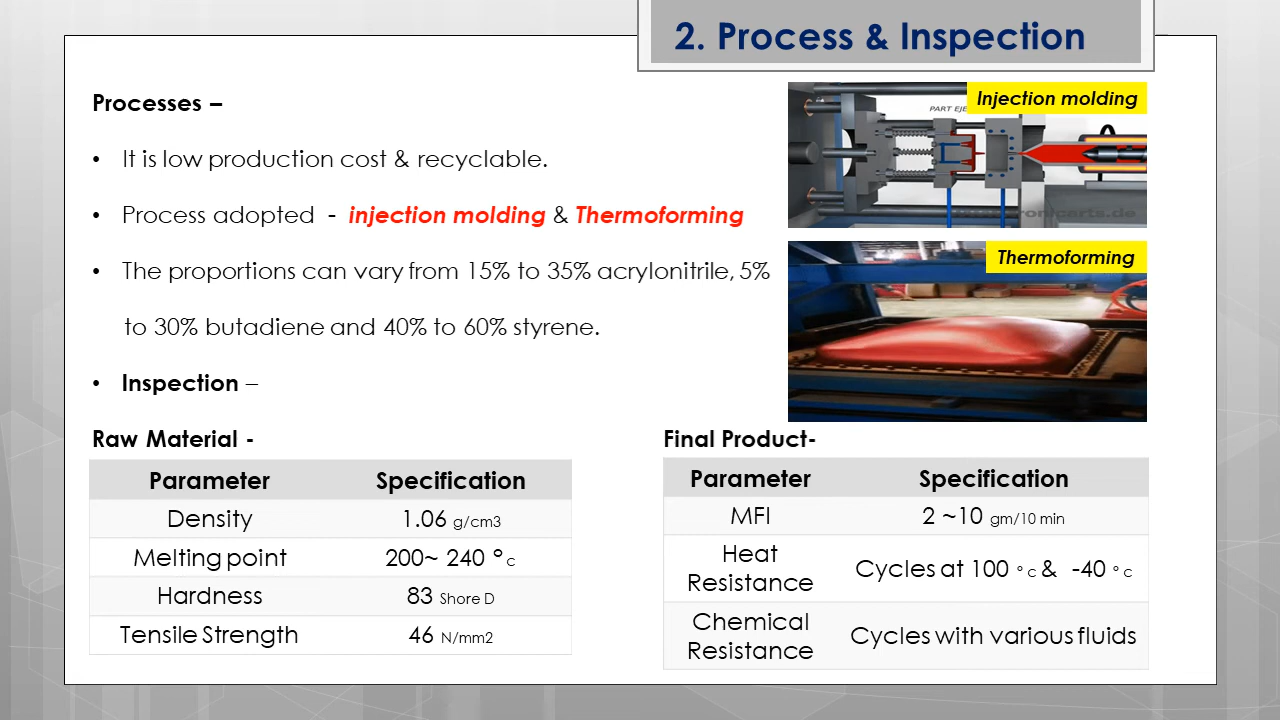 2. Process & Inspection
Processes –
• It is low production cost & recyclable.
• Process adopted - injection molding & Thermoforming
• The proportions can vary from 15% to 35% acrylonitrile, 5%
to 30% butadiene and 40% to 60% styrene.
• Inspection –
Injection molding
Thermoforming
Raw Material -
Parameter Specification
Density 1.06 g/cm3
Melting point 200~ 240 ° c
Hardness 83 Shore D
Tensile Strength 46 N/mm2
Final Product-
Parameter Specification
MFI 2 ~10 gm/10 min
Heat
Resistance
Cycles at 100 ° c & -40 ° c
Chemical
Resistance
Cycles with various fluids